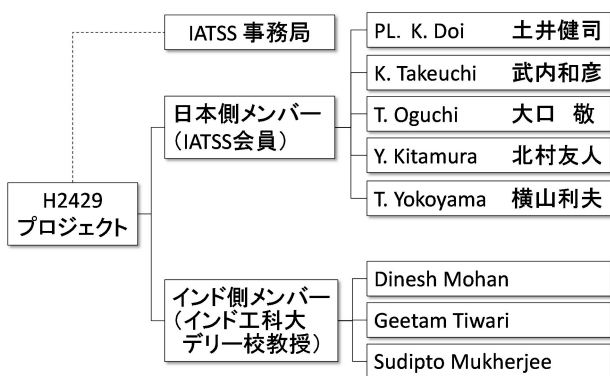 IATSS 事務局
PL. K. Doi 土井健司
K. Takeuchi 武内和彦
日本側メンバー
（IATSS会員）
T. Oguchi 大口 敬
Y. Kitamura 北村友人
T. Yokoyama 横山利夫
H2429
プロジェクト
インド側メンバー
（インド工科大
デリー校教授）
Dinesh Mohan
Geetam Tiwari
Sudipto Mukherjee